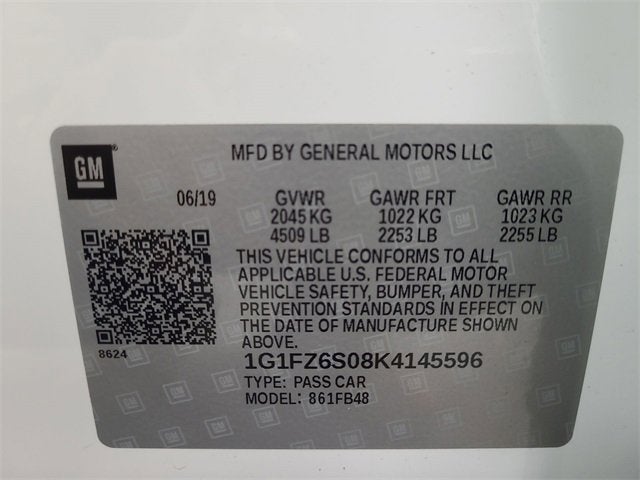 GM
MFD BY GENERAL MOTORS LLC
06/19 GVWR GAWR FRT GAWR RR
2045 KG 1022 KG 1023 KG
4509 LB 2253 LB 2255 LB
THIS VEHICLE CONFORMS TO ALL
APPLICABLE U.S. FEDERAL MOTOR
VEHICLE SAFETY, BUMPER, AND THEFT
PREVENTION STANDARDS IN EFFECT ON
THE DATE OF MANUFACTURE SHOWN
ABOVE.
8624
1G1FZ6S08K4145596
TYPE: PASS CAR
MODEL: 861FB48